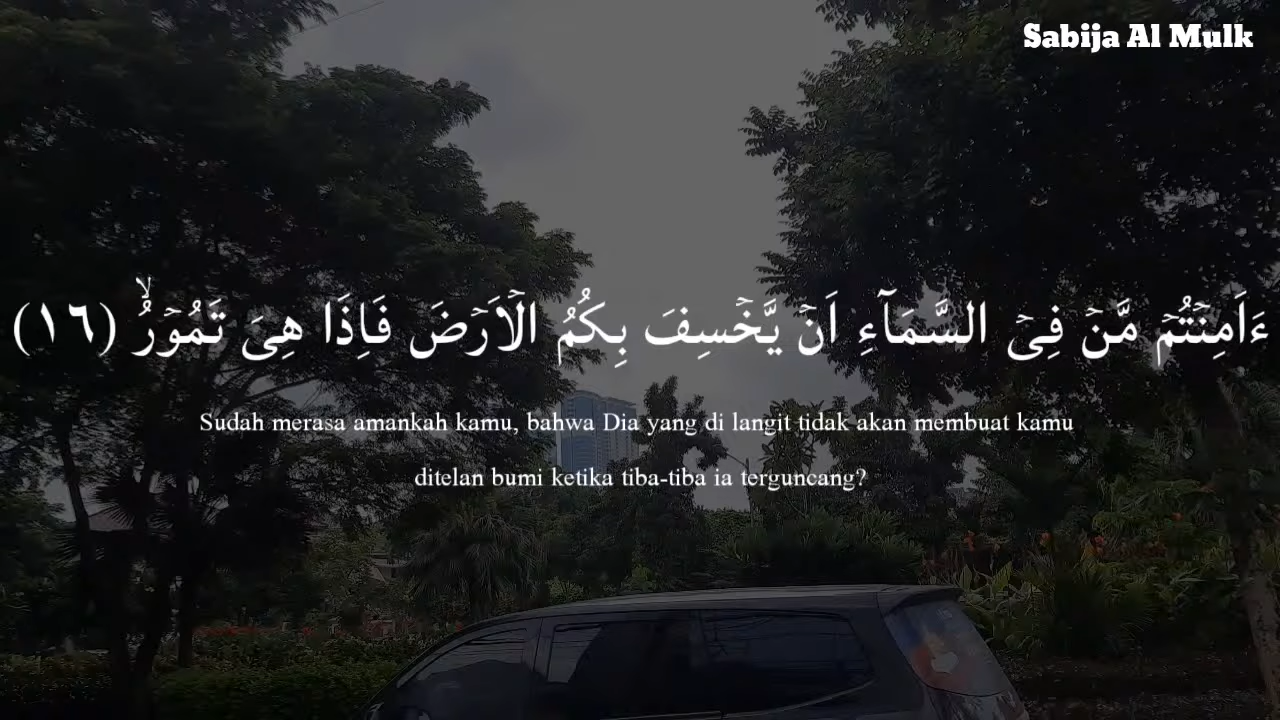 Sabija Al Mulk
ءَاَمِنۡتُمۡ مَّنۡ فِىۡ السَّمَآءِ اَنۡ يَّخۡسِفَ بِكُمُ الۡاَرۡضَ فَاِذَا هِىَ تَمُوۡرُۙ (١٦)
Sudah merasa amankah kamu, bahwa Dia yang di langit tidak akan membuat kamu
ditelan bumi ketika tiba-tiba ia terguncang?